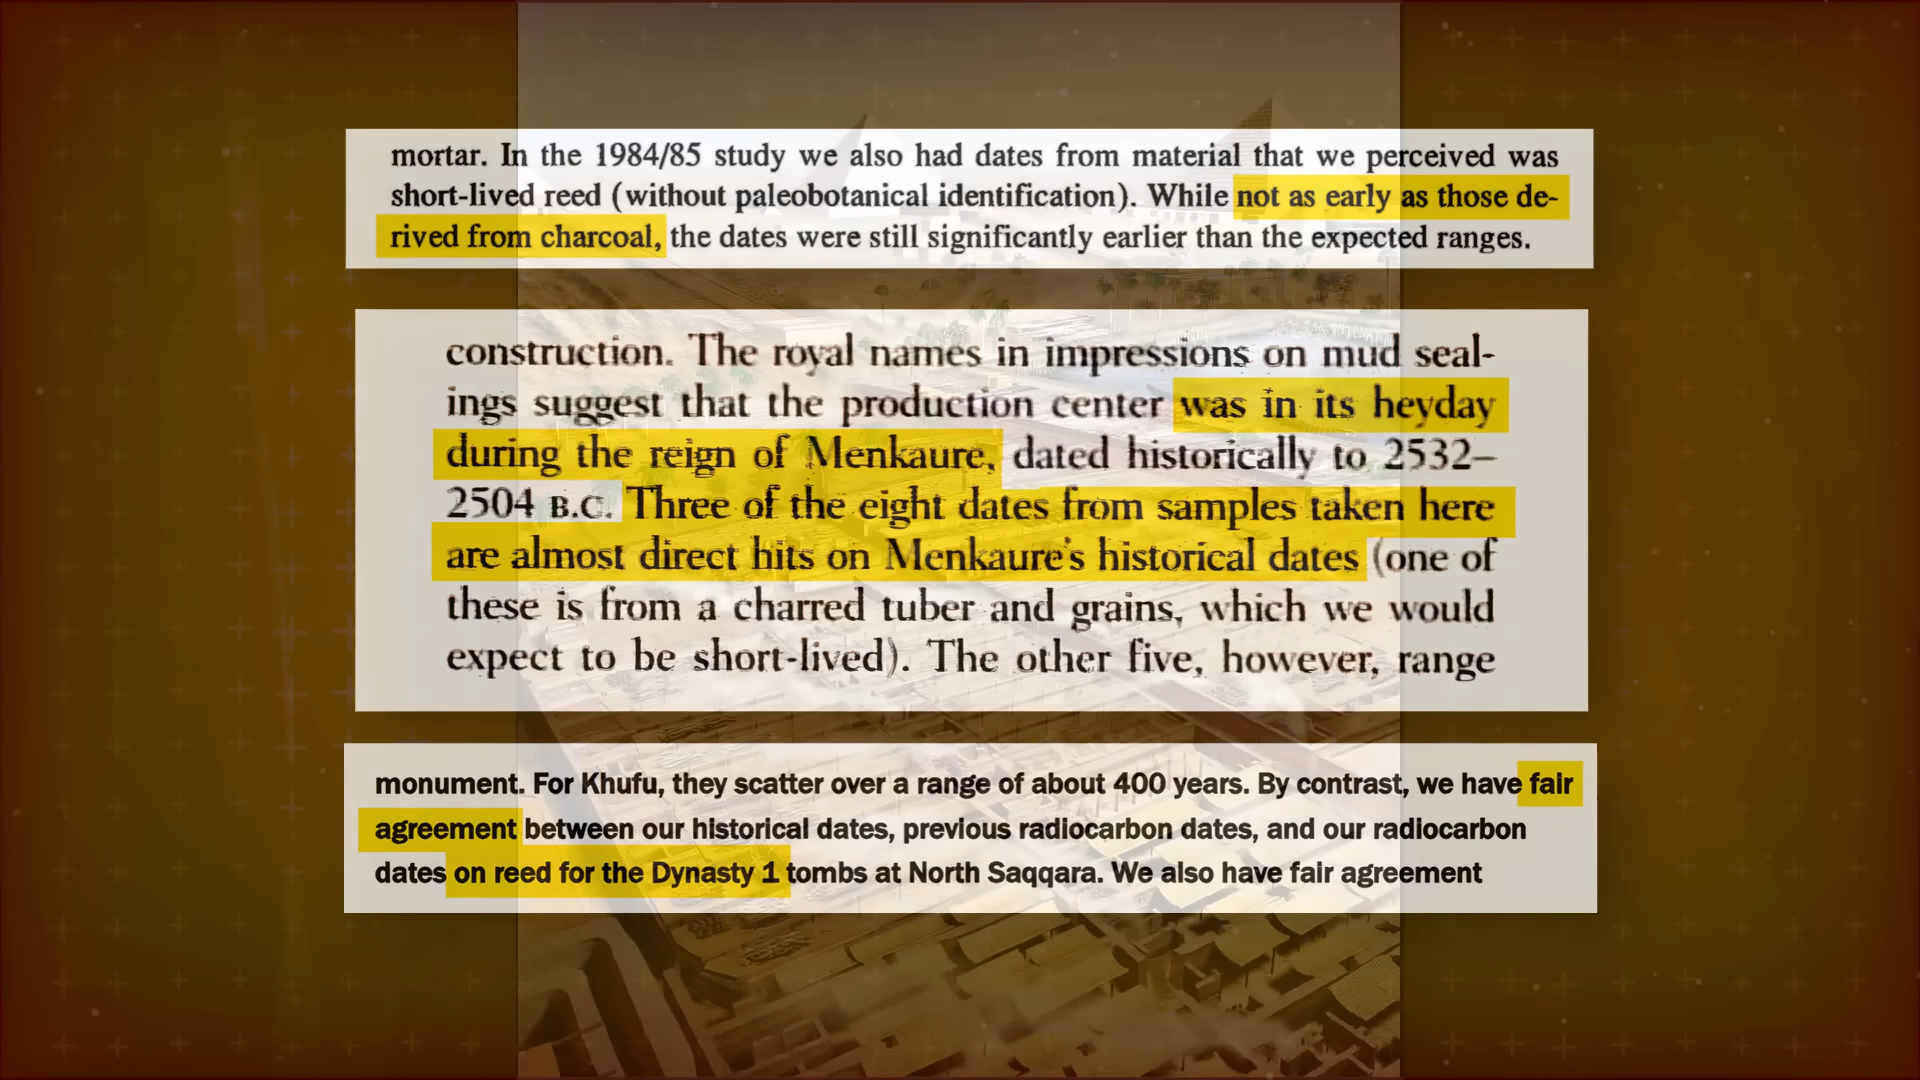 mortar. In the 1984/85 study we also had dates from material that we perceived was
short-lived reed (without paleobotanical identification). While not as early as those de-
rived from charcoal, the dates were still significantly earlier than the expected ranges.
construction. The royal names in impressions on mud seal-
ings suggest that the production center was in its heyday
during the reign of Menkaure, dated historically to 2532–
2504 B.C. Three of the eight dates from samples taken here
are almost direct hits on Menkaure's historical dates (one of
these is from a charred tuber and grains, which we would
expect to be short-lived). The other five, however, range
monument. For Khufu, they scatter over a range of about 400 years. By contrast, we have fair
agreement between our historical dates, previous radiocarbon dates, and our radiocarbon
dates on reed for the Dynasty 1 tombs at North Saqqara. We also have fair agreement